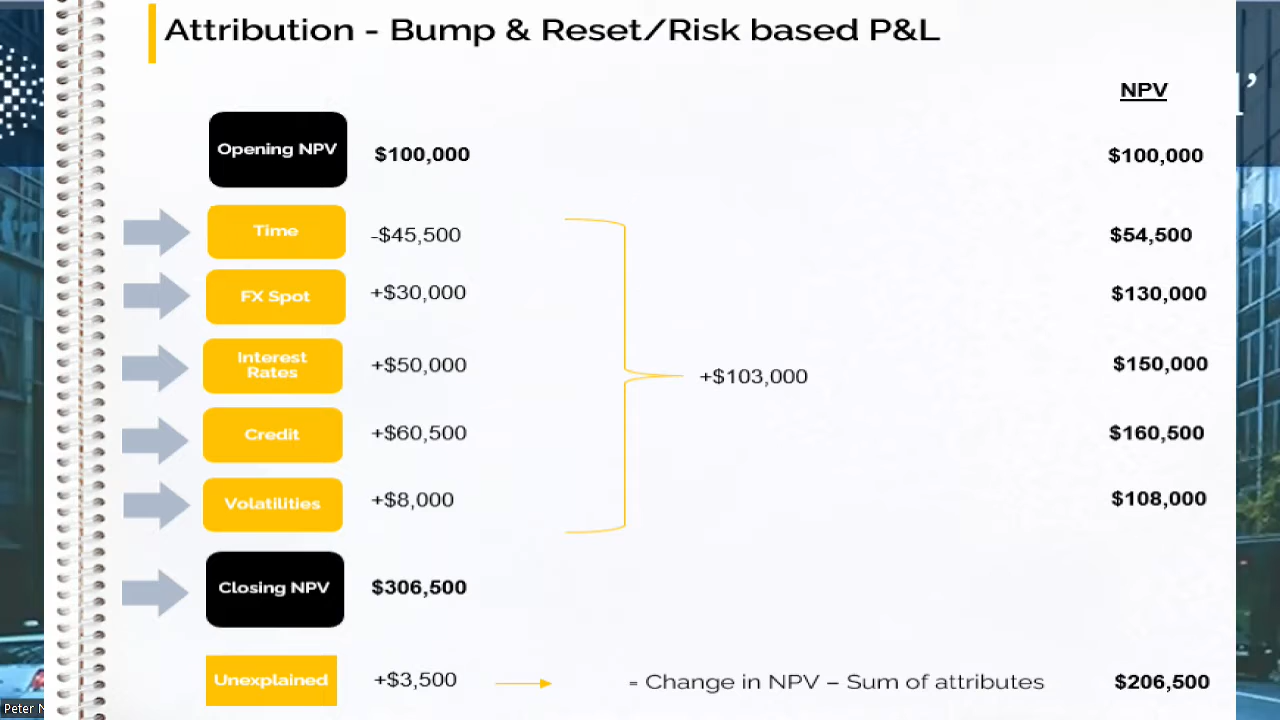 Attribution - Bump & Reset/Risk based P&L
NPV
Opening NPV $100,000 $100,000
Time -$45,500 $54,500
FX Spot +$30,000 $130,000
Interest
Rates +$50,000 $150,000
+$103,000
Credit +$60,500 $160,500
Volatilities +$8,000 $108,000
Closing NPV $306,500
Unexplained +$3,500 = Change in NPV – Sum of attributes $206,500
Peter